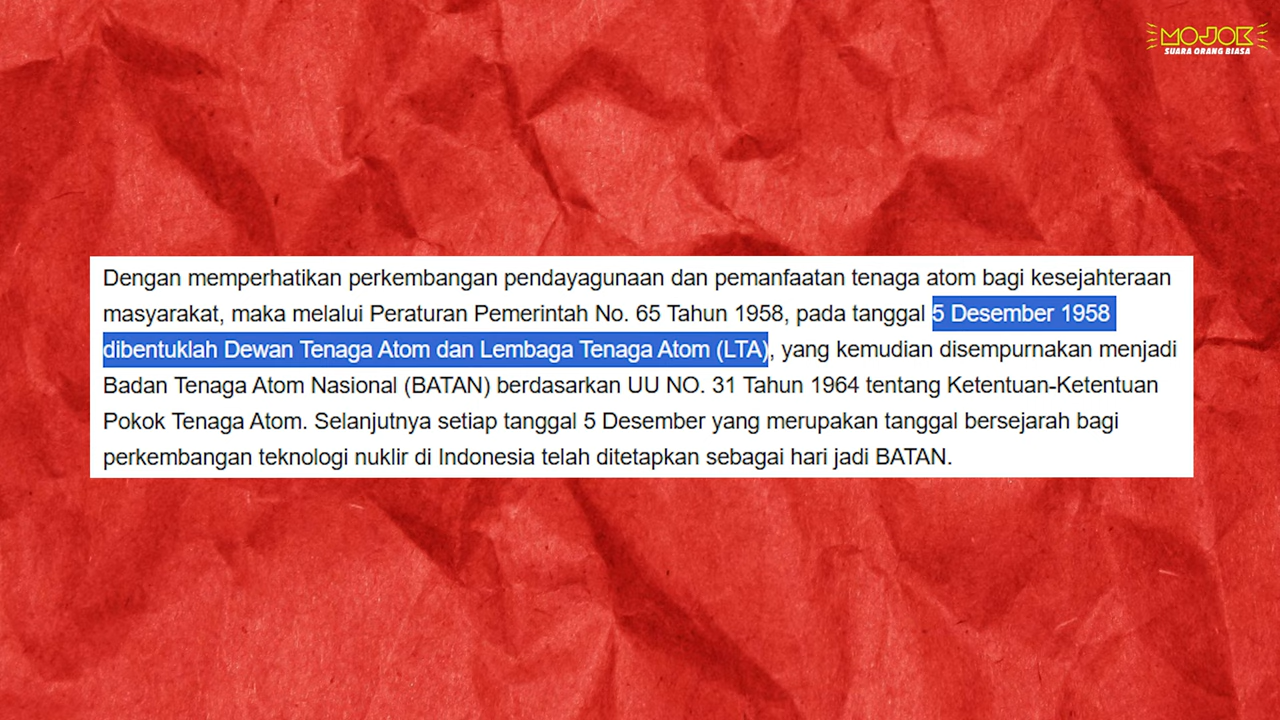 MOJOK
SUARA ORANG BIASA
Dengan memperhatikan perkembangan pendayagunaan dan pemanfaatan tenaga atom bagi kesejahteraan
masyarakat, maka melalui Peraturan Pemerintah No. 65 Tahun 1958, pada tanggal 5 Desember 1958
dibentuklah Dewan Tenaga Atom dan Lembaga Tenaga Atom (LTA), yang kemudian disempurnakan menjadi
Badan Tenaga Atom Nasional (BATAN) berdasarkan UU NO. 31 Tahun 1964 tentang Ketentuan-Ketentuan
Pokok Tenaga Atom. Selanjutnya setiap tanggal 5 Desember yang merupakan tanggal bersejarah bagi
perkembangan teknologi nuklir di Indonesia telah ditetapkan sebagai hari jadi BATAN.